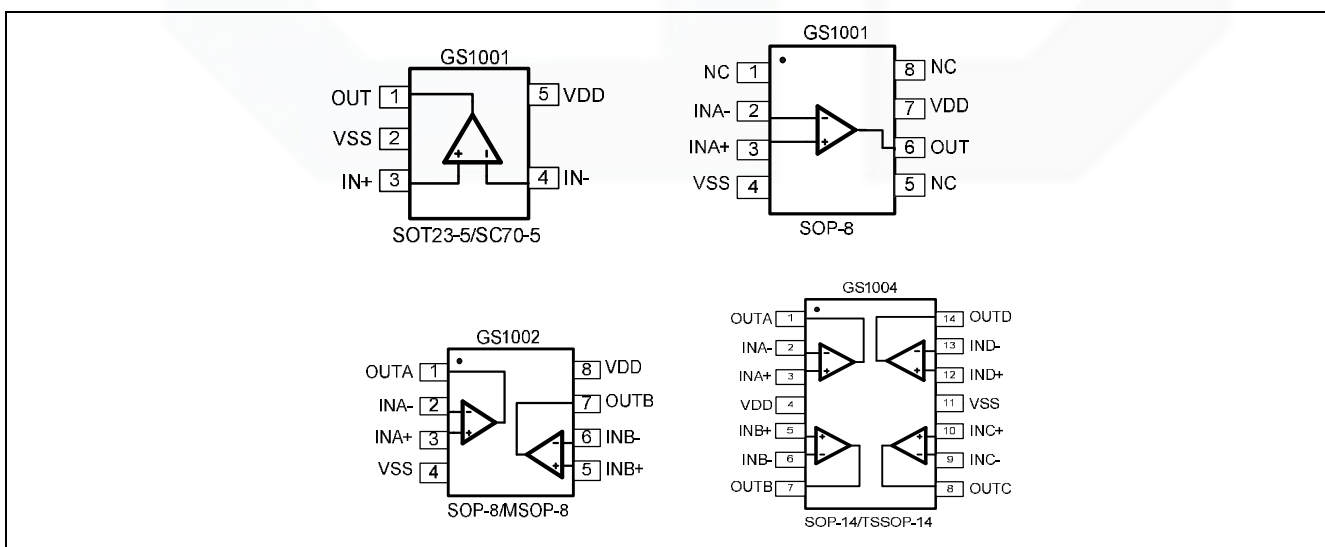 GS1001
OUT 1 5 VDD
VSS 2
IN+ 3 4 IN-
+ -
SOT23-5/SC70-5
GS1001
NC 1 8 NC
INA- 2 - 7 VDD
INA+ 3 + 6 OUT
VSS 4 5 NC
SOP-8
GS1002
OUTA 1 8 VDD
INA- 2 - 7 OUTB
INA+ 3 + - 6 INB-
VSS 4 + 5 INB+
SOP-8/MSOP-8
GS1004
OUTA 1 14 OUTD
INA- 2 - - 13 IND-
INA+ 3 + + 12 IND+
VDD 4 11 VSS
INB+ 5 + + 10 INC+
INB- 6 - - 9 INC-
OUTB 7 8 OUTC
SOP-14/TSSOP-14